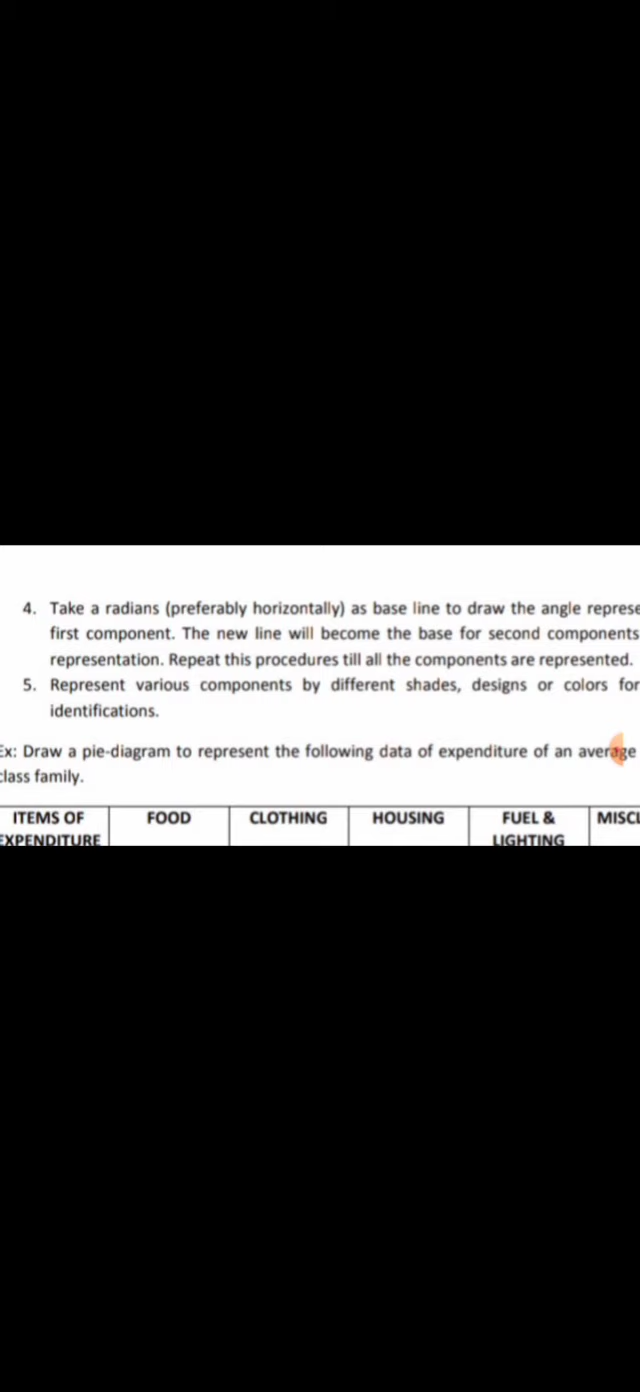 4. Take a radians (preferably horizontally) as base line to draw the angle represe
first component. The new line will become the base for second components
representation. Repeat this procedures till all the components are represented.
5. Represent various components by different shades, designs or colors for
identifications.
Ex: Draw a pie-diagram to represent the following data of expenditure of an average
class family.
ITEMS OF EXPENDITURE
FOOD
CLOTHING
HOUSING
FUEL & LIGHTING
MISCL